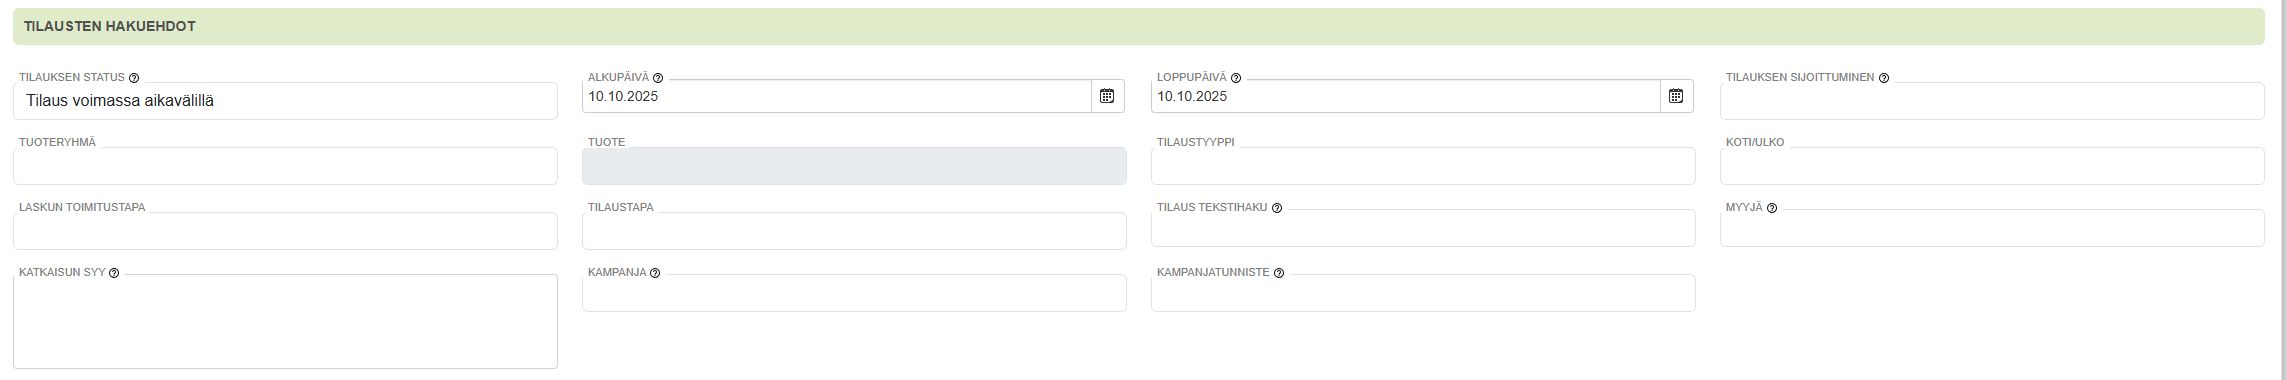 TILAUSTEN HAKUEHDOT
TILAUKSEN STATUS
Tilaus voimassa aikavälillä
ALKUPÄIVÄ
10.10.2025
LOPPUPÄIVÄ
10.10.2025
TILAUKSEN SIJOITTUMINEN
TUOTERYHMÄ
TUOTE
TILAUSTYYPPI
KOTI/ULKO
LASKUN TOIMITUSTAPA
TILAUSTAPA
TILAUS TEKSTIHAKU
MYYJÄ
KATKAISUN SYY
KAMPANJA
KAMPANJATUNNISTE